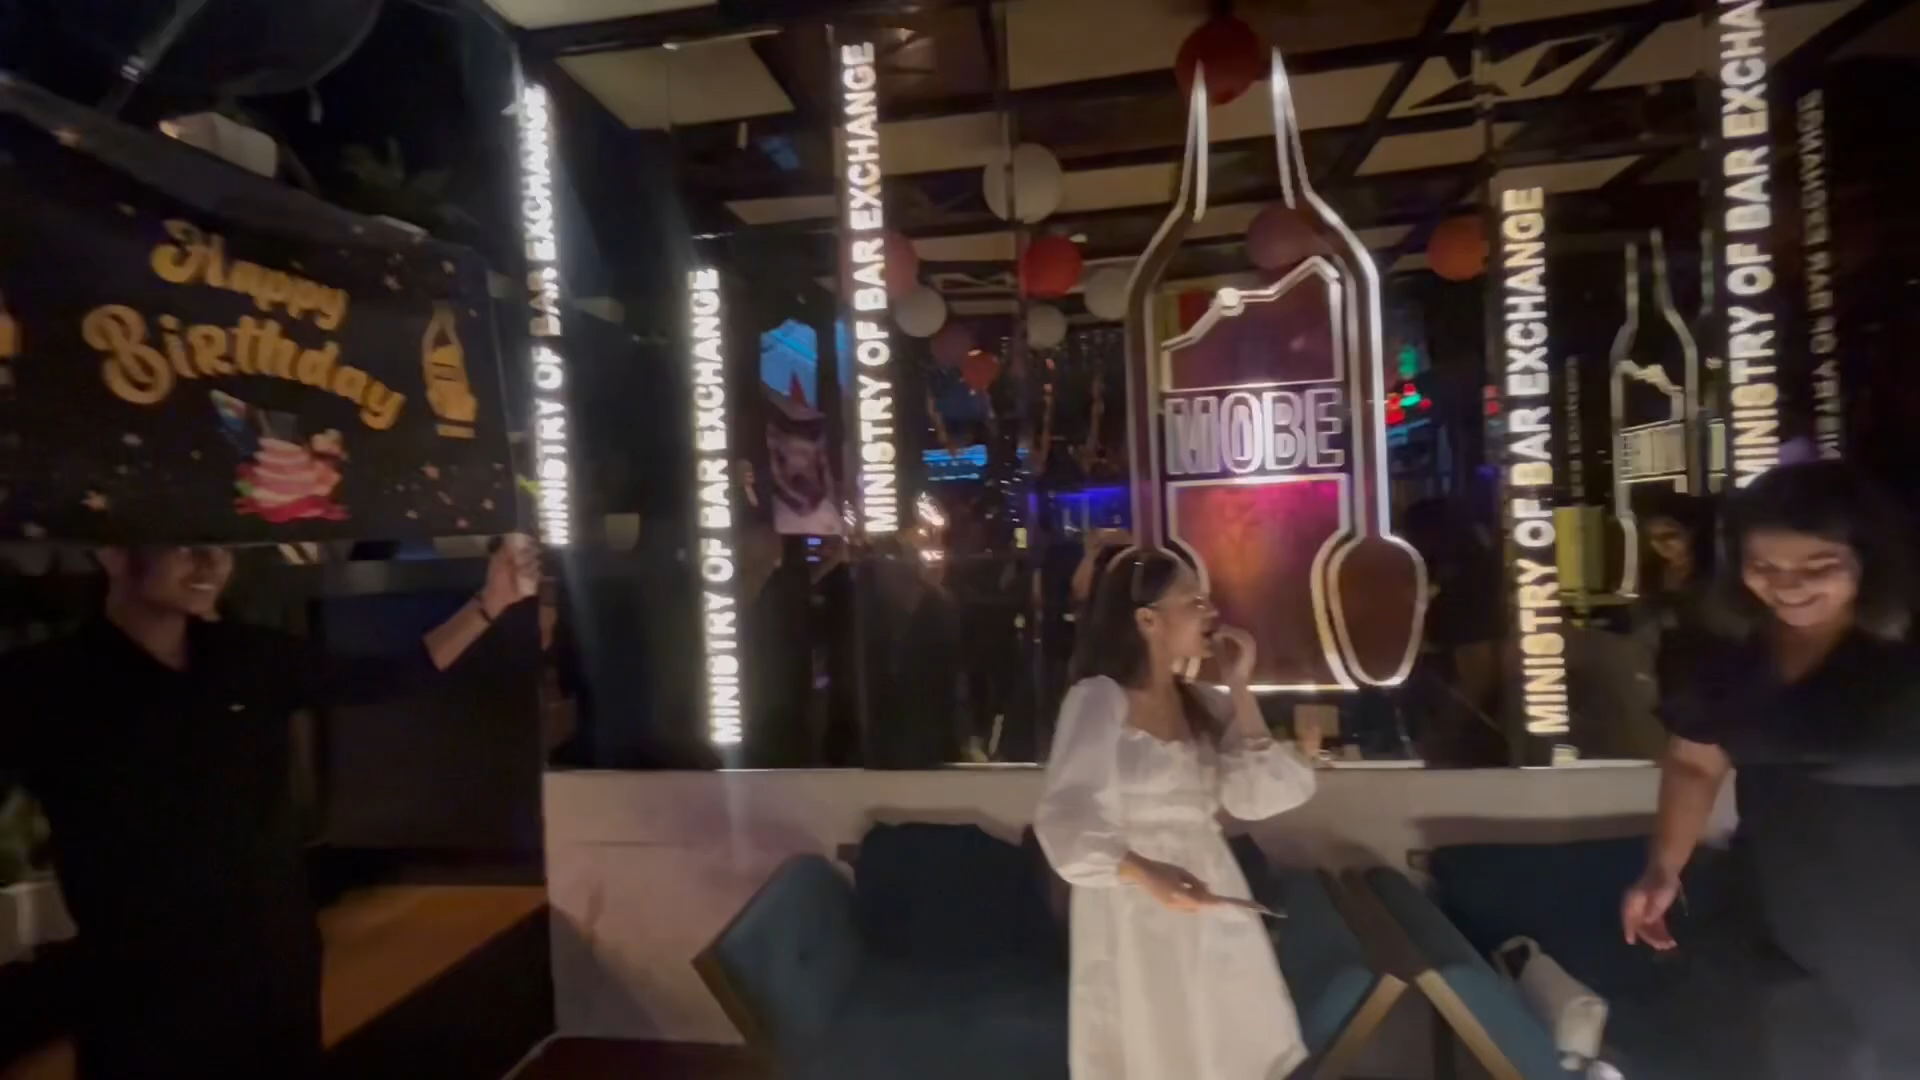 Happy
Birthday
MINISTRY OF BAR EXCHANGE
MINISTRY OF BAR EXCHANGE
MINISTRY OF BAR EXCHANGE
MOBE
MINISTRY OF BAR EXCHANGE
MINISTRY OF BAR EXCHA